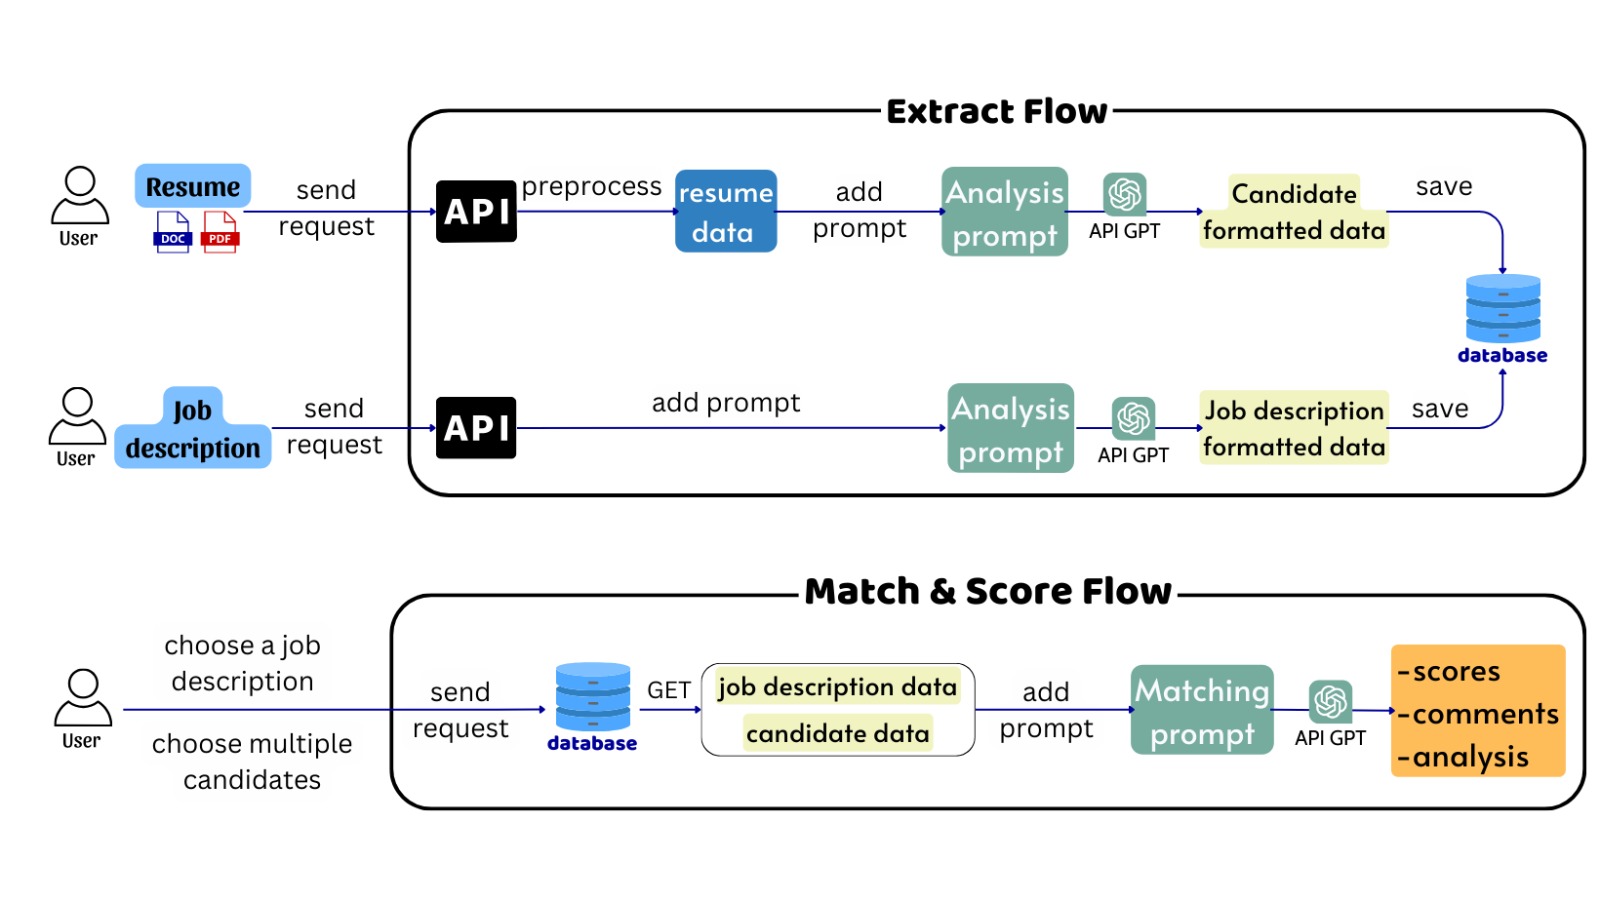 Extract Flow
User
Resume
DOC
PDF
send
request
API
preprocess
resume
data
add
prompt
Analysis
prompt
API GPT
Candidate
formatted data
save
database
User
Job
description
send
request
API
add prompt
Analysis
prompt
API GPT
Job description
formatted data
save
Match & Score Flow
User
choose a job
description
choose multiple
candidates
send
request
database
GET
job description data
candidate data
add
prompt
Matching
prompt
API GPT
-scores
-comments
-analysis